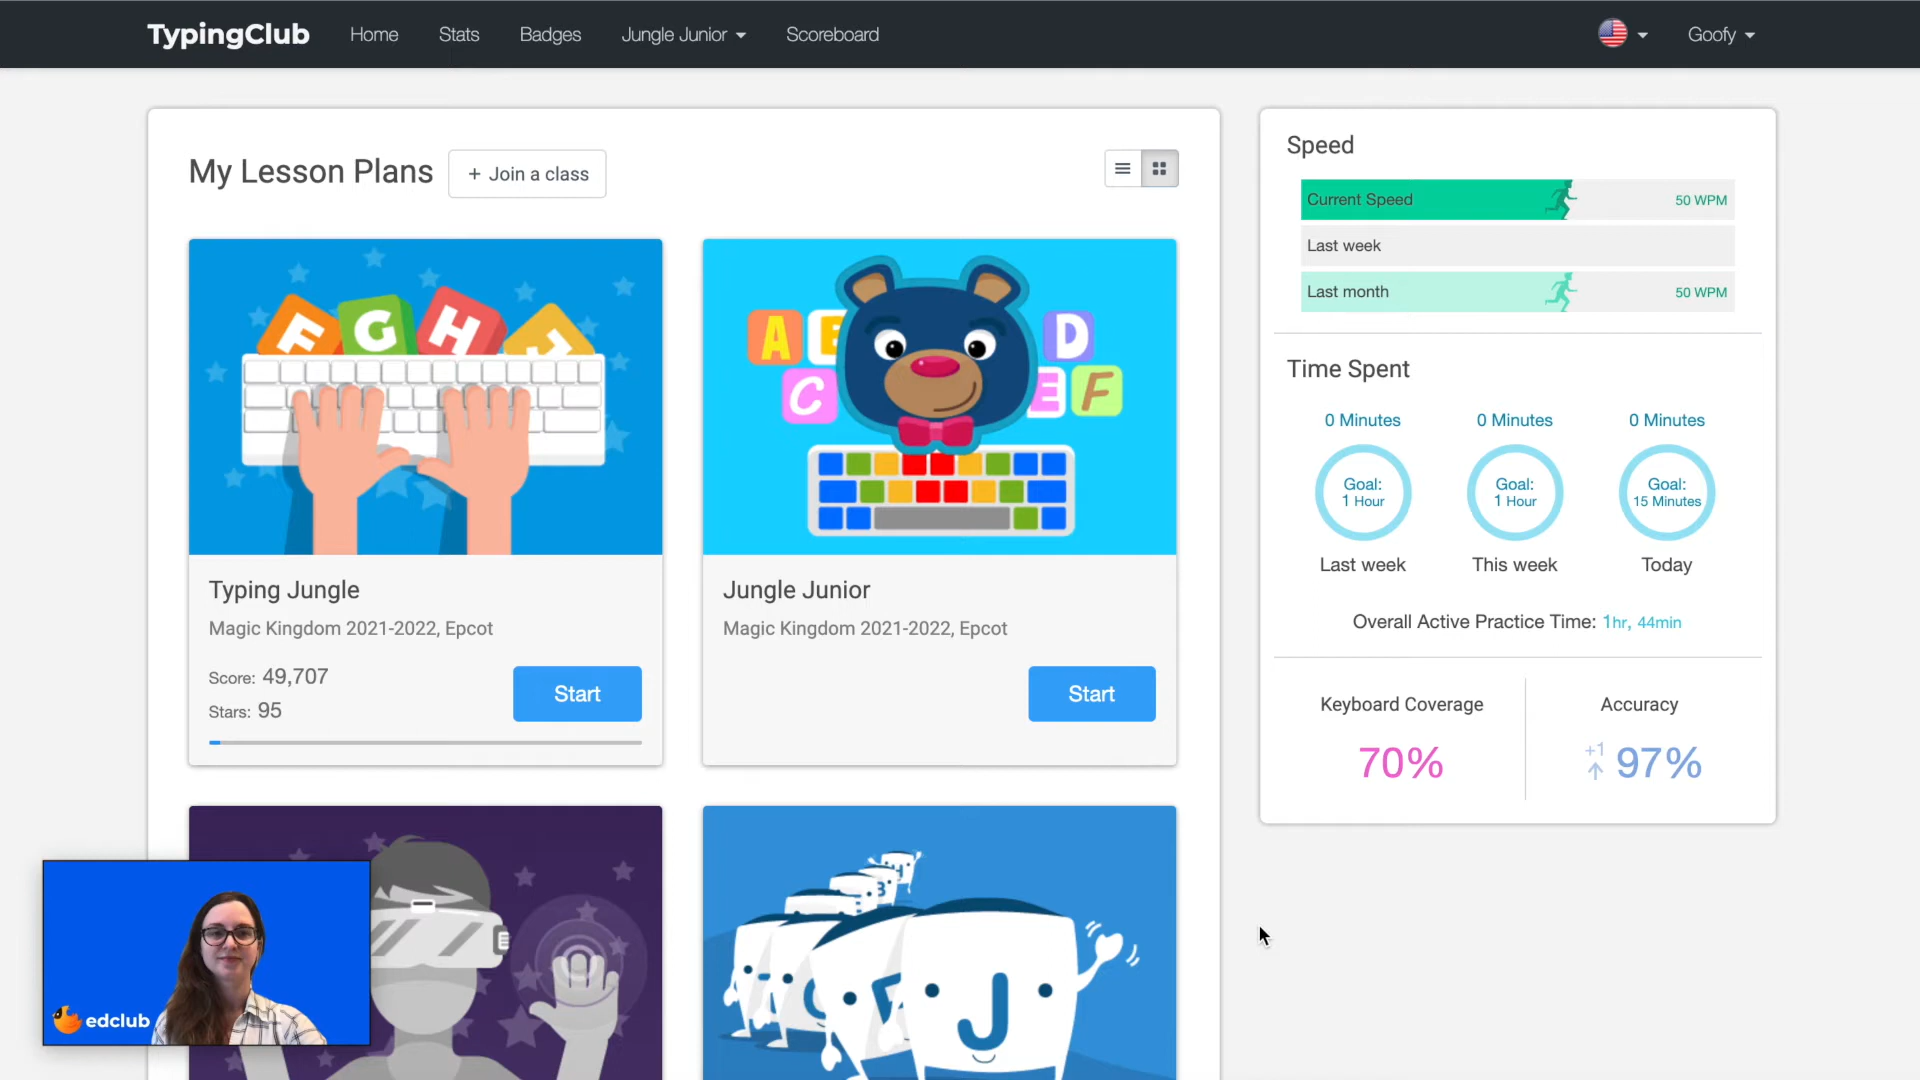 TypingClub Home Stats Badges Jungle Junior Scoreboard Goofy
My Lesson Plans
+ Join a class
F G H J
A D
C E F
Typing Jungle
Magic Kingdom 2021-2022, Epcot
Score: 49,707
Stars: 95
Start
Jungle Junior
Magic Kingdom 2021-2022, Epcot
Start
J
edclub
Speed
Current Speed 50 WPM
Last week
Last month 50 WPM
Time Spent
0 Minutes 0 Minutes 0 Minutes
Goal: Goal: Goal:
1 Hour 1 Hour 15 Minutes
Last week This week Today
Overall Active Practice Time: 1hr, 44min
Keyboard Coverage Accuracy
70% +1 97%